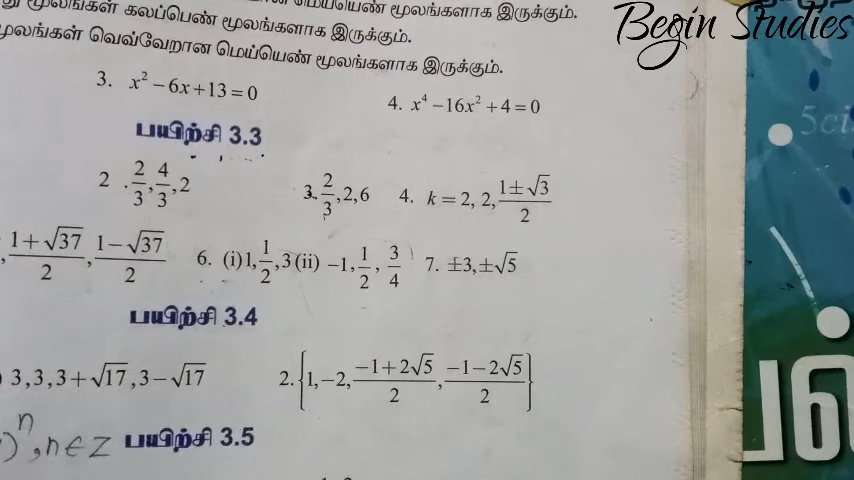 மூலங்கள் கலப்பெண் மூலங்களாக இருக்கும். மெய்யெண் மூலங்களாக இருக்கும்.
மூலங்கள் வெவ்வேறான மெய்யெண் மூலங்களாக இருக்கும்.
Begin Studies
3. x² − 6x + 13 = 0 4. x⁴ − 16x² + 4 = 0
பயிற்சி 3.3
2. 2/3, 4/3, 2 3. 2/3, 2, 6 4. k = 2, 2, (1 ± √3)/2
, (1 + √37)/2, (1 − √37)/2 6. (i) 1, 1/2, 3 (ii) −1, 1/2, 3/4 7. ±3, ±√5
பயிற்சி 3.4
) 3, 3, 3 + √17, 3 − √17 2. {1, −2, (−1 + 2√5)/2, (−1 − 2√5)/2}
)ⁿ, n ∈ Z பயிற்சி 3.5